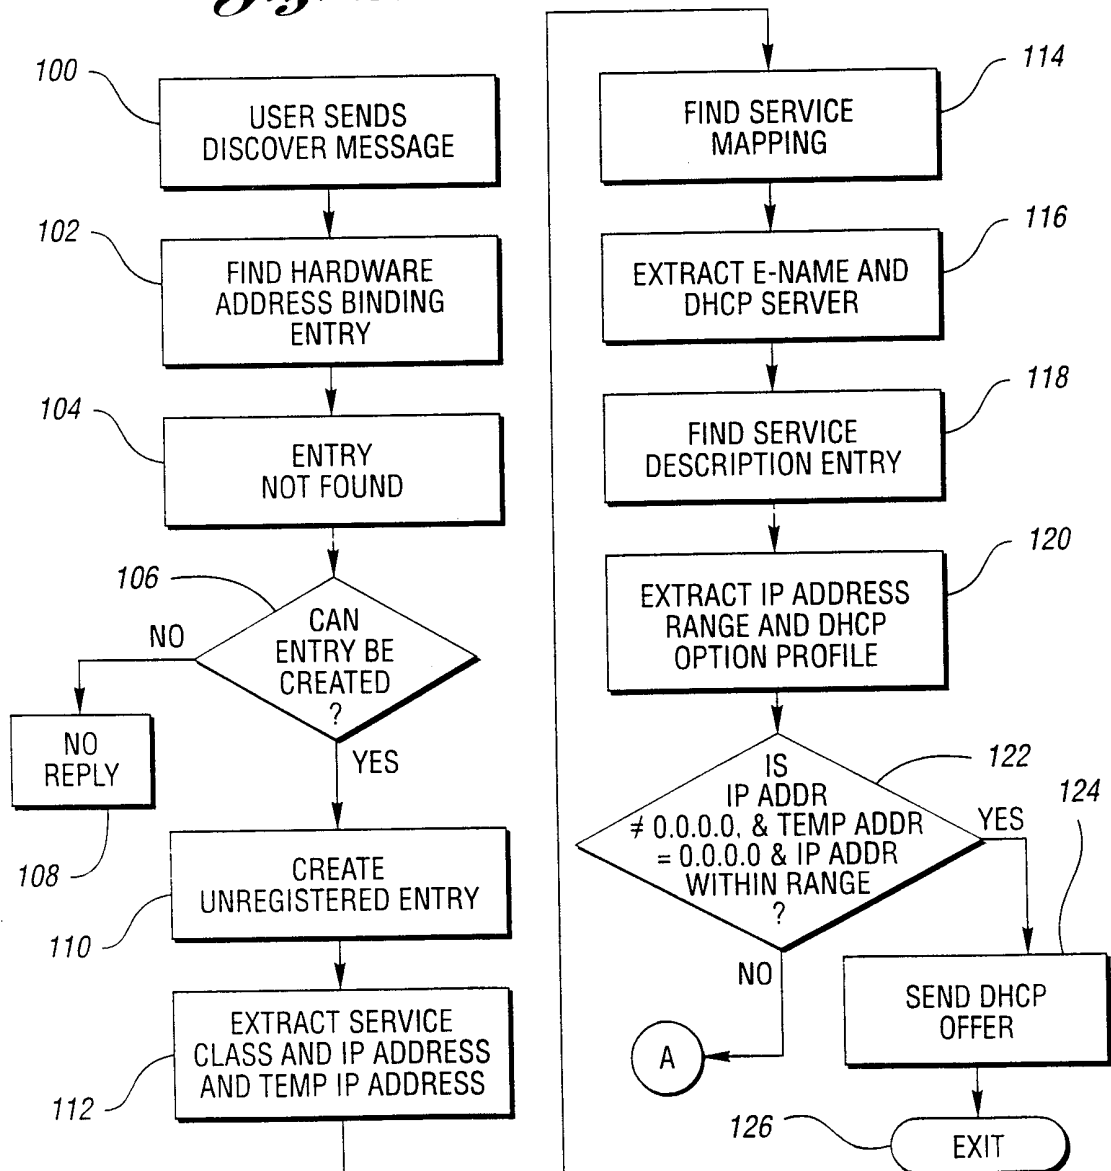 100
USER SENDS
DISCOVER MESSAGE
102
FIND HARDWARE
ADDRESS BINDING
ENTRY
104
ENTRY
NOT FOUND
106
CAN
ENTRY BE
CREATED
?
NO
YES
NO
REPLY
108
CREATE
UNREGISTERED ENTRY
110
EXTRACT SERVICE
CLASS AND IP ADDRESS
AND TEMP IP ADDRESS
112
114
FIND SERVICE
MAPPING
116
EXTRACT E-NAME AND
DHCP SERVER
118
FIND SERVICE
DESCRIPTION ENTRY
120
EXTRACT IP ADDRESS
RANGE AND DHCP
OPTION PROFILE
122
IS
IP ADDR
≠ 0.0.0.0, & TEMP ADDR
= 0.0.0.0 & IP ADDR
WITHIN RANGE
?
YES
NO
124
SEND DHCP
OFFER
A
126
EXIT